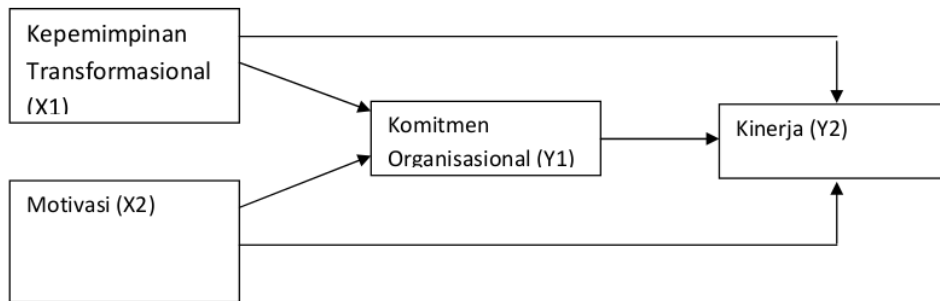 Kepemimpinan
Transformasional
(X1)
Komitmen
Organisasional (Y1)
Kinerja (Y2)
Motivasi (X2)